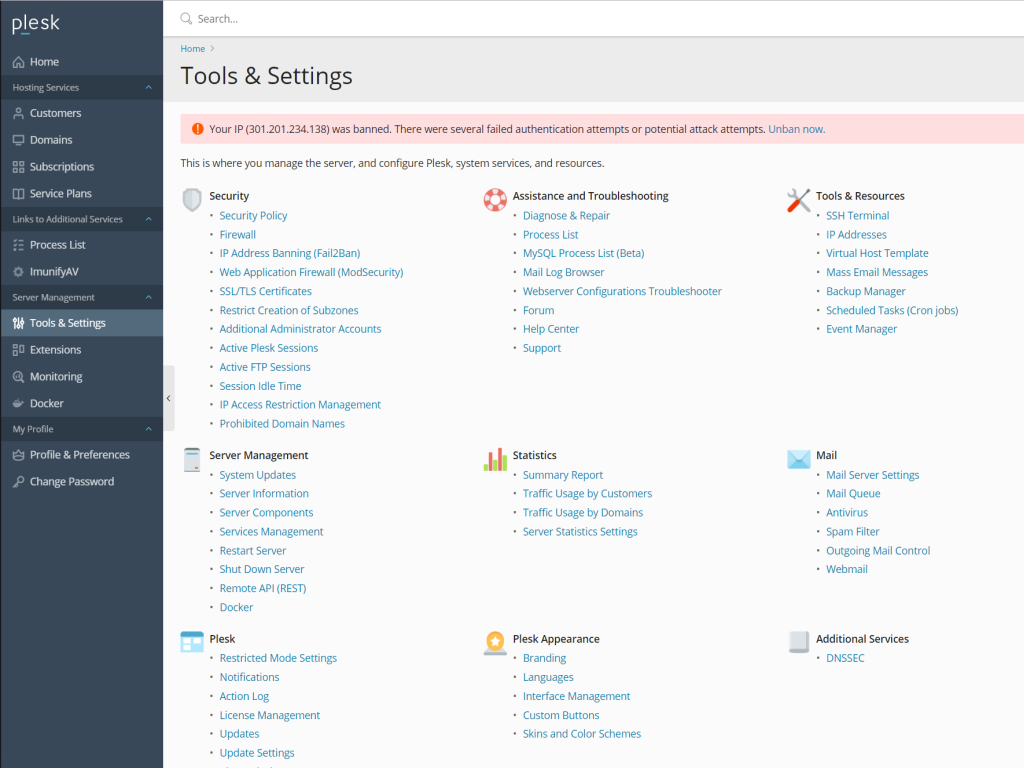 plesk
Search...
Home
Hosting Services
Customers
Domains
Subscriptions
Service Plans
Links to Additional Services
Process List
ImunifyAV
Server Management
Tools & Settings
Extensions
Monitoring
Docker
My Profile
Profile & Preferences
Change Password
Home
Tools & Settings
Your IP (301.201.234.138) was banned. There were several failed authentication attempts or potential attack attempts. Unban now.
This is where you manage the server, and configure Plesk, system services, and resources.
Security
Security Policy
Firewall
IP Address Banning (Fail2Ban)
Web Application Firewall (ModSecurity)
SSL/TLS Certificates
Restrict Creation of Subzones
Additional Administrator Accounts
Active Plesk Sessions
Active FTP Sessions
Session Idle Time
IP Access Restriction Management
Prohibited Domain Names
Assistance and Troubleshooting
Diagnose & Repair
Process List
MySQL Process List (Beta)
Mail Log Browser
Webserver Configurations Troubleshooter
Forum
Help Center
Support
Tools & Resources
SSH Terminal
IP Addresses
Virtual Host Template
Mass Email Messages
Backup Manager
Scheduled Tasks (Cron jobs)
Event Manager
Server Management
System Updates
Server Information
Server Components
Services Management
Restart Server
Shut Down Server
Remote API (REST)
Docker
Statistics
Summary Report
Traffic Usage by Customers
Traffic Usage by Domains
Server Statistics Settings
Mail
Mail Server Settings
Mail Queue
Antivirus
Spam Filter
Outgoing Mail Control
Webmail
Plesk
Restricted Mode Settings
Notifications
Action Log
License Management
Updates
Update Settings
Plesk Appearance
Branding
Languages
Interface Management
Custom Buttons
Skins and Color Schemes
Additional Services
DNSSEC